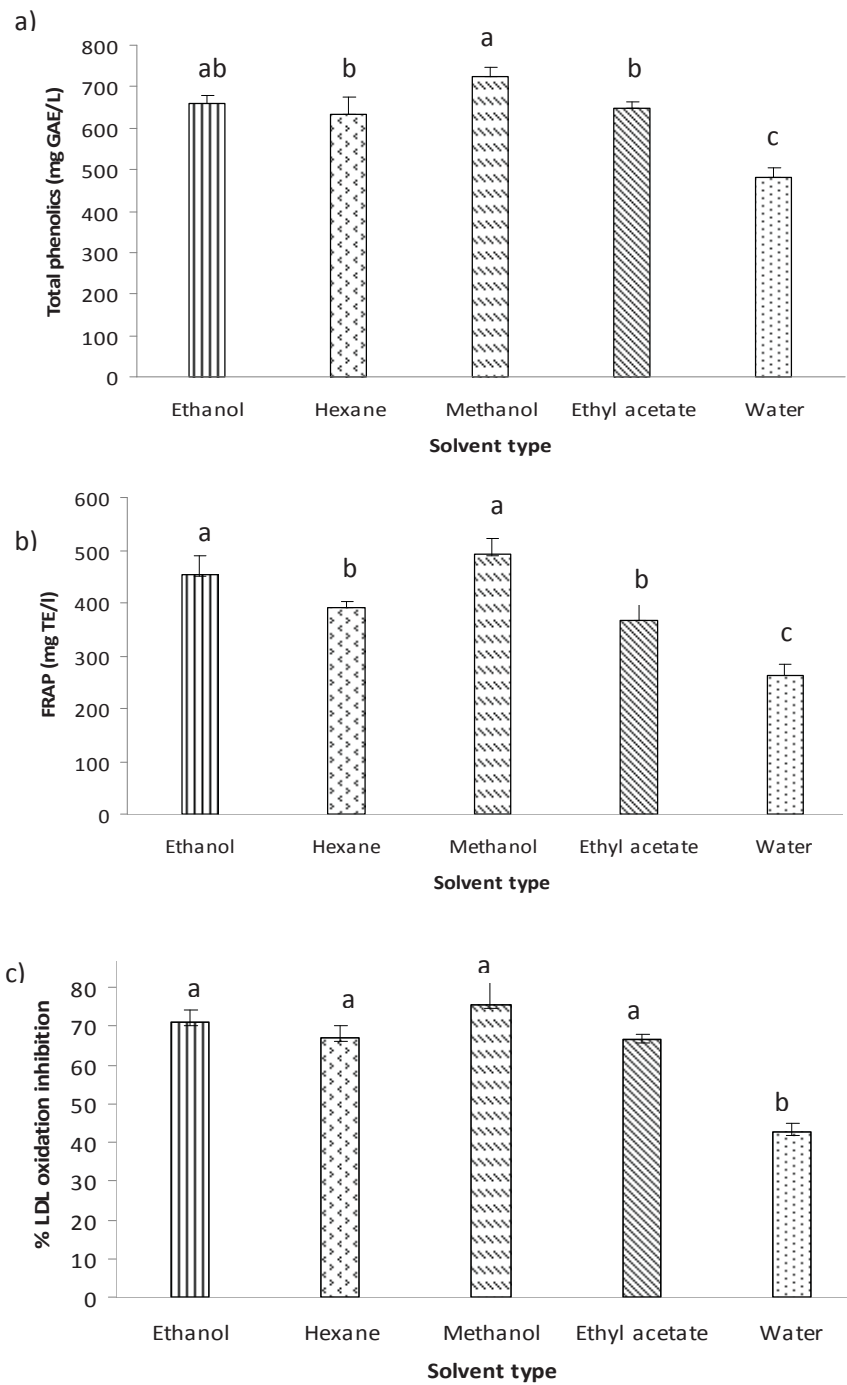 a)
800
700
600
500
400
300
200
100
0
Total phenolics (mg GAE/L)
ab
b
a
b
c
Ethanol Hexane Methanol Ethyl acetate Water
Solvent type
b)
600
500
400
300
200
100
0
FRAP (mg TE/l)
a
b
a
b
c
Ethanol Hexane Methanol Ethyl acetate Water
Solvent type
c)
80
70
60
50
40
30
20
10
0
% LDL oxidation inhibition
a
a
a
a
b
Ethanol Hexane Methanol Ethyl acetate Water
Solvent type